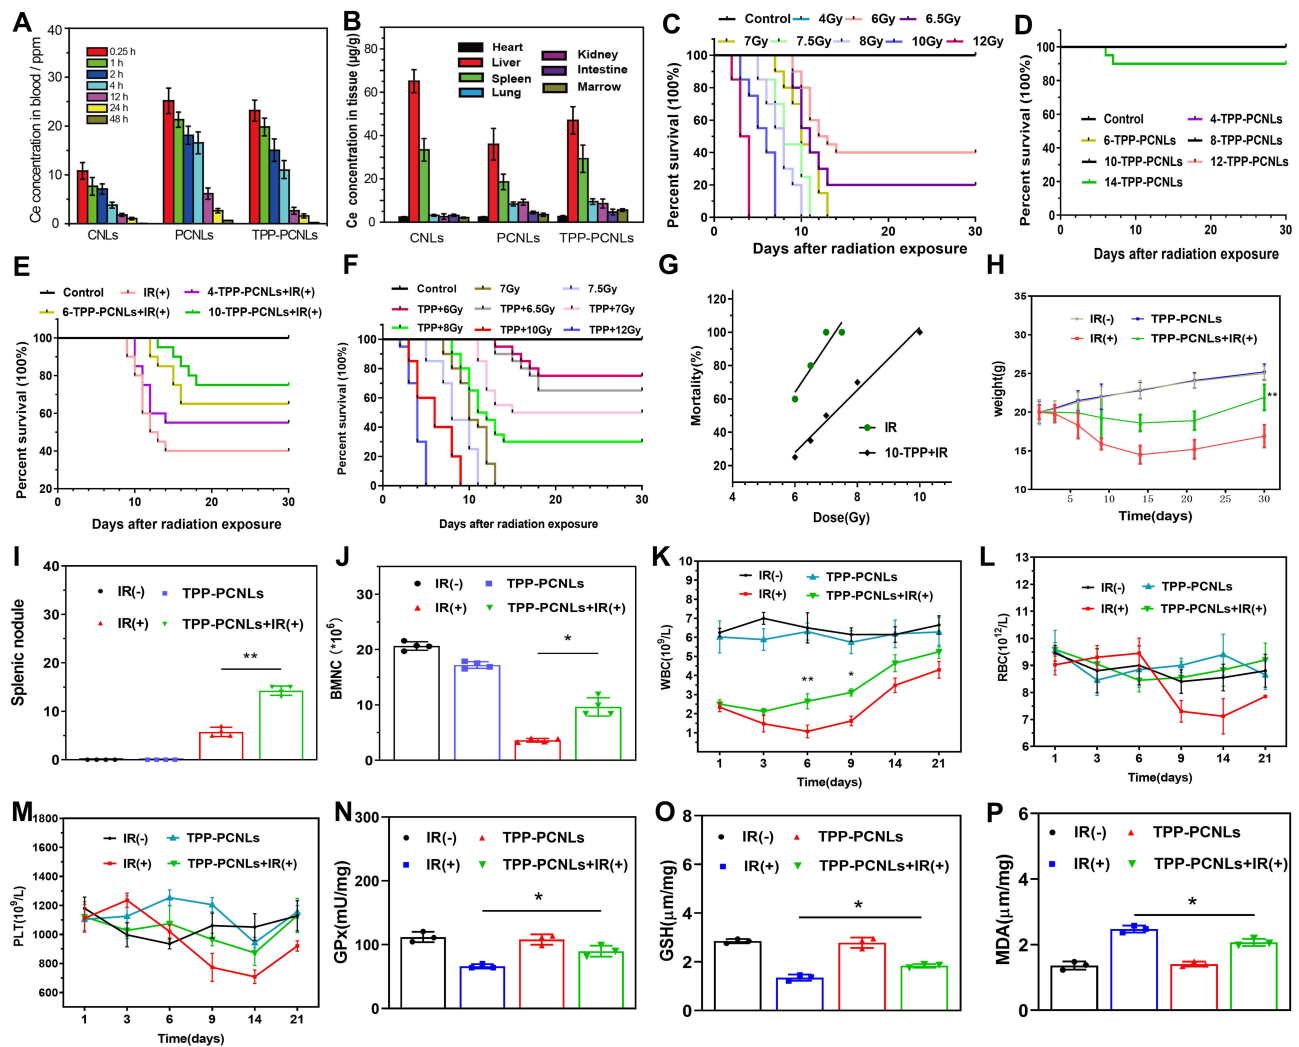 A
Ce concentration in blood / ppm
40
30
20
10
0
0.25 h
1 h
2 h
4 h
12 h
24 h
48 h
CNLs PCNLs TPP-PCNLs
B
Ce concentration in tissue (μg/g)
80
60
40
20
0
Heart
Liver
Spleen
Lung
Kidney
Intestine
Marrow
CNLs PCNLs TPP-PCNLs
C
Control 4Gy 6Gy 6.5Gy
7Gy 7.5Gy 8Gy 10Gy 12Gy
Percent survival (100%)
100
80
60
40
20
0
0 10 20 30
Days after radiation exposure
D
Percent survival (100%)
100
80
60
40
20
0
Control 4-TPP-PCNLs
6-TPP-PCNLs 8-TPP-PCNLs
10-TPP-PCNLs 12-TPP-PCNLs
14-TPP-PCNLs
0 10 20 30
Days after radiation exposure
E
Control IR(+) 4-TPP-PCNLs+IR(+)
6-TPP-PCNLs+IR(+) 10-TPP-PCNLs+IR(+)
Percent survival (100%)
100
80
60
40
20
0 10 20 30
Days after radiation exposure
F
Control 7Gy 7.5Gy
TPP+6Gy TPP+6.5Gy TPP+7Gy
TPP+8Gy TPP+10Gy TPP+12Gy
Percent survival (100%)
100
80
60
40
20
0
0 10 20 30
Days after radiation exposure
G
Mortality(%)
120
100
80
60
40
20
IR
10-TPP+IR
4 6 8 10
Dose(Gy)
H
weight(g)
35
30
25
20
15
10
IR(-) TPP-PCNLs
IR(+) TPP-PCNLs+IR(+)
**
5 10 15 20 25 30
Time(days)
I
Splenic nodule
40
30
20
10
0
IR(-) TPP-PCNLs
IR(+) TPP-PCNLs+IR(+)
**
J
BMNC (*10⁶)
30
20
10
0
IR(-) TPP-PCNLs
IR(+) TPP-PCNLs+IR(+)
*
K
WBC(10⁹/L)
10
9
8
7
6
5
4
3
2
1
IR(-) TPP-PCNLs
IR(+) TPP-PCNLs+IR(+)
** *
1 3 6 9 14 21
Time(days)
L
RBC(10¹²/L)
13
12
11
10
9
8
7
6
IR(-) TPP-PCNLs
IR(+) TPP-PCNLs+IR(+)
1 3 6 9 14 21
Time(days)
M
PLT(10⁹/L)
1800
1600
1400
1200
1000
800
600
IR(-) TPP-PCNLs
IR(+) TPP-PCNLs+IR(+)
1 3 6 9 14 21
Time(days)
N
GPx(mU/mg)
300
200
100
0
IR(-) TPP-PCNLs
IR(+) TPP-PCNLs+IR(+)
*
O
GSH(μm/mg)
8
6
4
2
0
IR(-) TPP-PCNLs
IR(+) TPP-PCNLs+IR(+)
*
P
MDA(μm/mg)
6
4
2
0
IR(-) TPP-PCNLs
IR(+) TPP-PCNLs+IR(+)
*